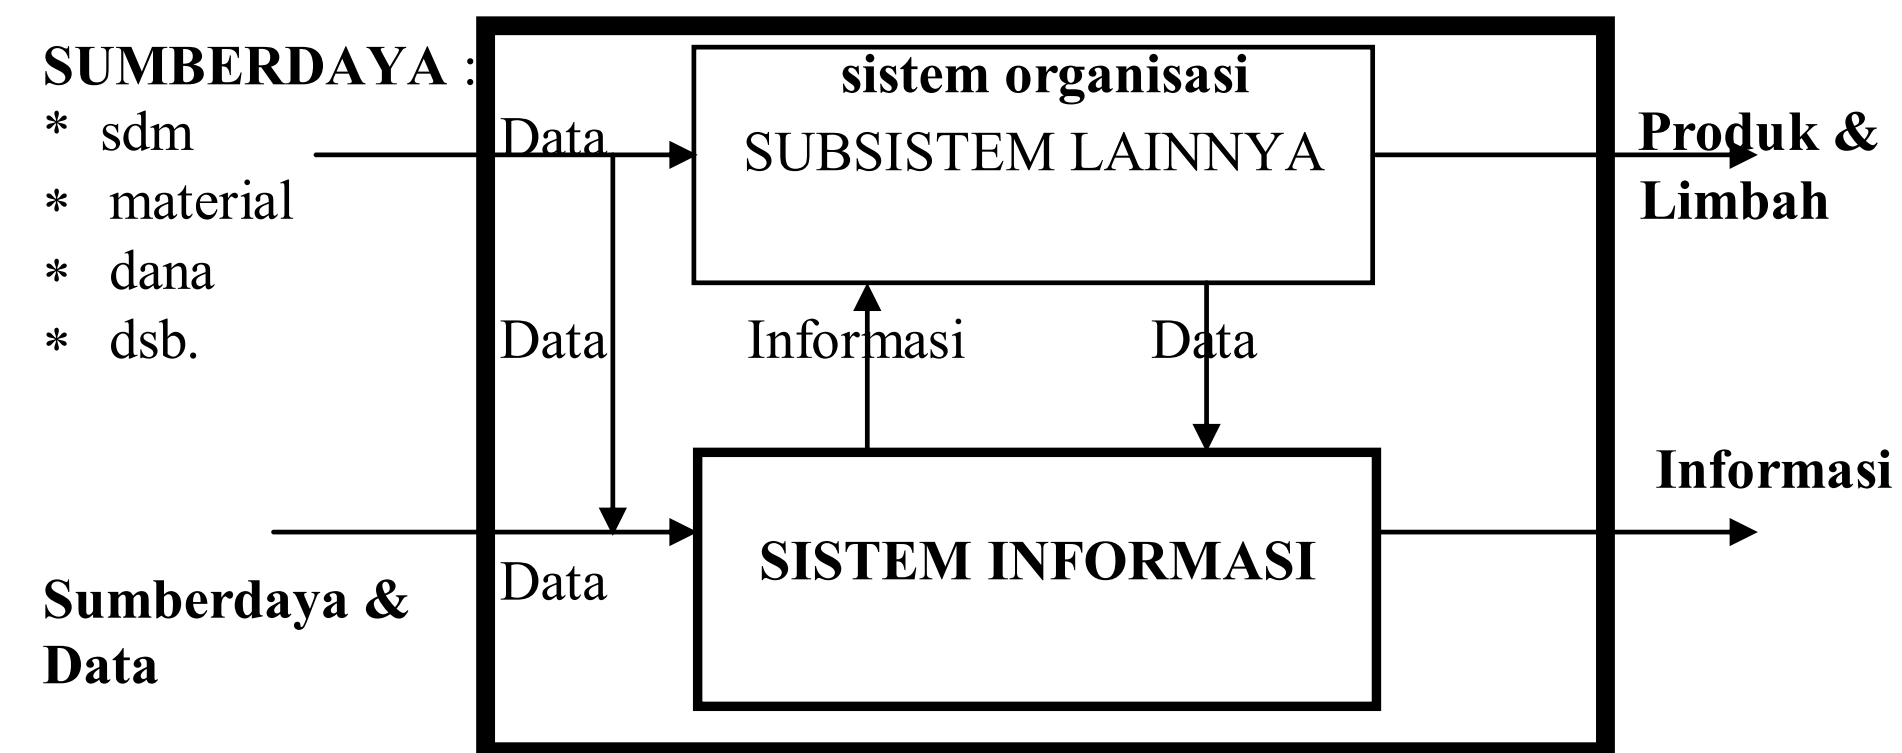 SUMBERDAYA :
* sdm
* material
* dana
* dsb.
Sumberdaya &
Data
Data
Data
Data
sistem organisasi
SUBSISTEM LAINNYA
Informasi
Data
SISTEM INFORMASI
Produk &
Limbah
Informasi